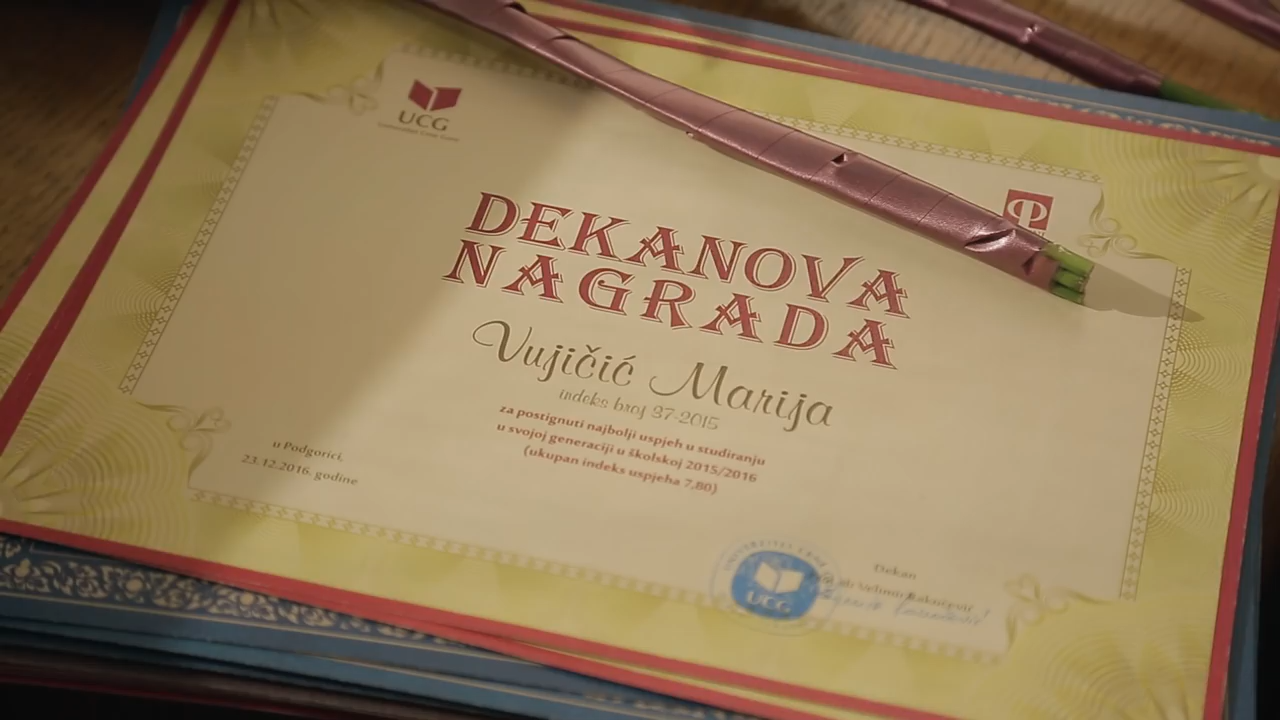 UCG
DEKANOVA
NAGRADA
Vujičić Marija
indeks broj 37-2015
za postignuti najbolji uspjeh u studiranju
u svojoj generaciji u školskoj 2015/2016
(ukupan indeks uspjeha 7,80)
u Podgorici,
23.12.2016. godine
Dekan
UCG